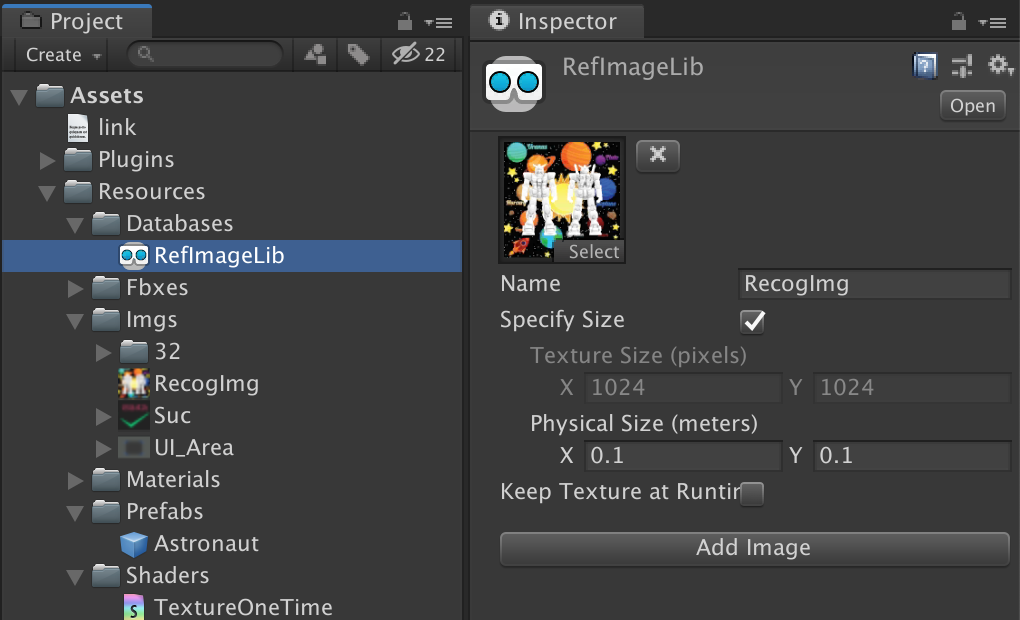 Project
Create
22
Assets
link
Plugins
Resources
Databases
RefImageLib
Fbxes
Imgs
32
RecogImg
Suc
UI_Area
Materials
Prefabs
Astronaut
Shaders
TextureOneTime
Inspector
RefImageLib
Open
Select
Name
RecogImg
Specify Size
Texture Size (pixels)
X 1024 Y 1024
Physical Size (meters)
X 0.1 Y 0.1
Keep Texture at Runtin
Add Image